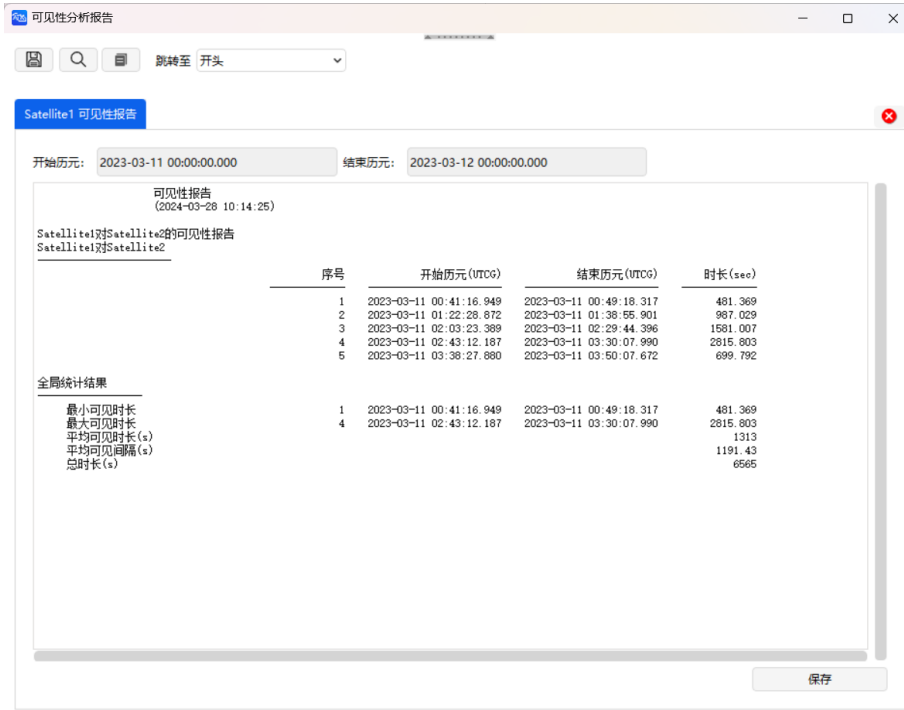 可见性分析报告
跳转至 开头
Satellite1 可见性报告
开始历元: 2023-03-11 00:00:00.000 结束历元: 2023-03-12 00:00:00.000
可见性报告
(2024-03-28 10:14:25)
Satellite1对Satellite2的可见性报告
Satellite1对Satellite2
序号 开始历元(UTCG) 结束历元(UTCG) 时长(sec)
1 2023-03-11 00:41:16.949 2023-03-11 00:49:18.317 481.369
2 2023-03-11 01:22:28.872 2023-03-11 01:38:55.901 987.029
3 2023-03-11 02:03:23.389 2023-03-11 02:29:44.396 1581.007
4 2023-03-11 02:43:12.187 2023-03-11 03:30:07.990 2815.803
5 2023-03-11 03:38:27.880 2023-03-11 03:50:07.672 699.792
全局统计结果
最小可见时长 1 2023-03-11 00:41:16.949 2023-03-11 00:49:18.317 481.369
最大可见时长 4 2023-03-11 02:43:12.187 2023-03-11 03:30:07.990 2815.803
平均可见时长(s) 1313
平均可见间隔(s) 1191.43
总时长(s) 6565
保存